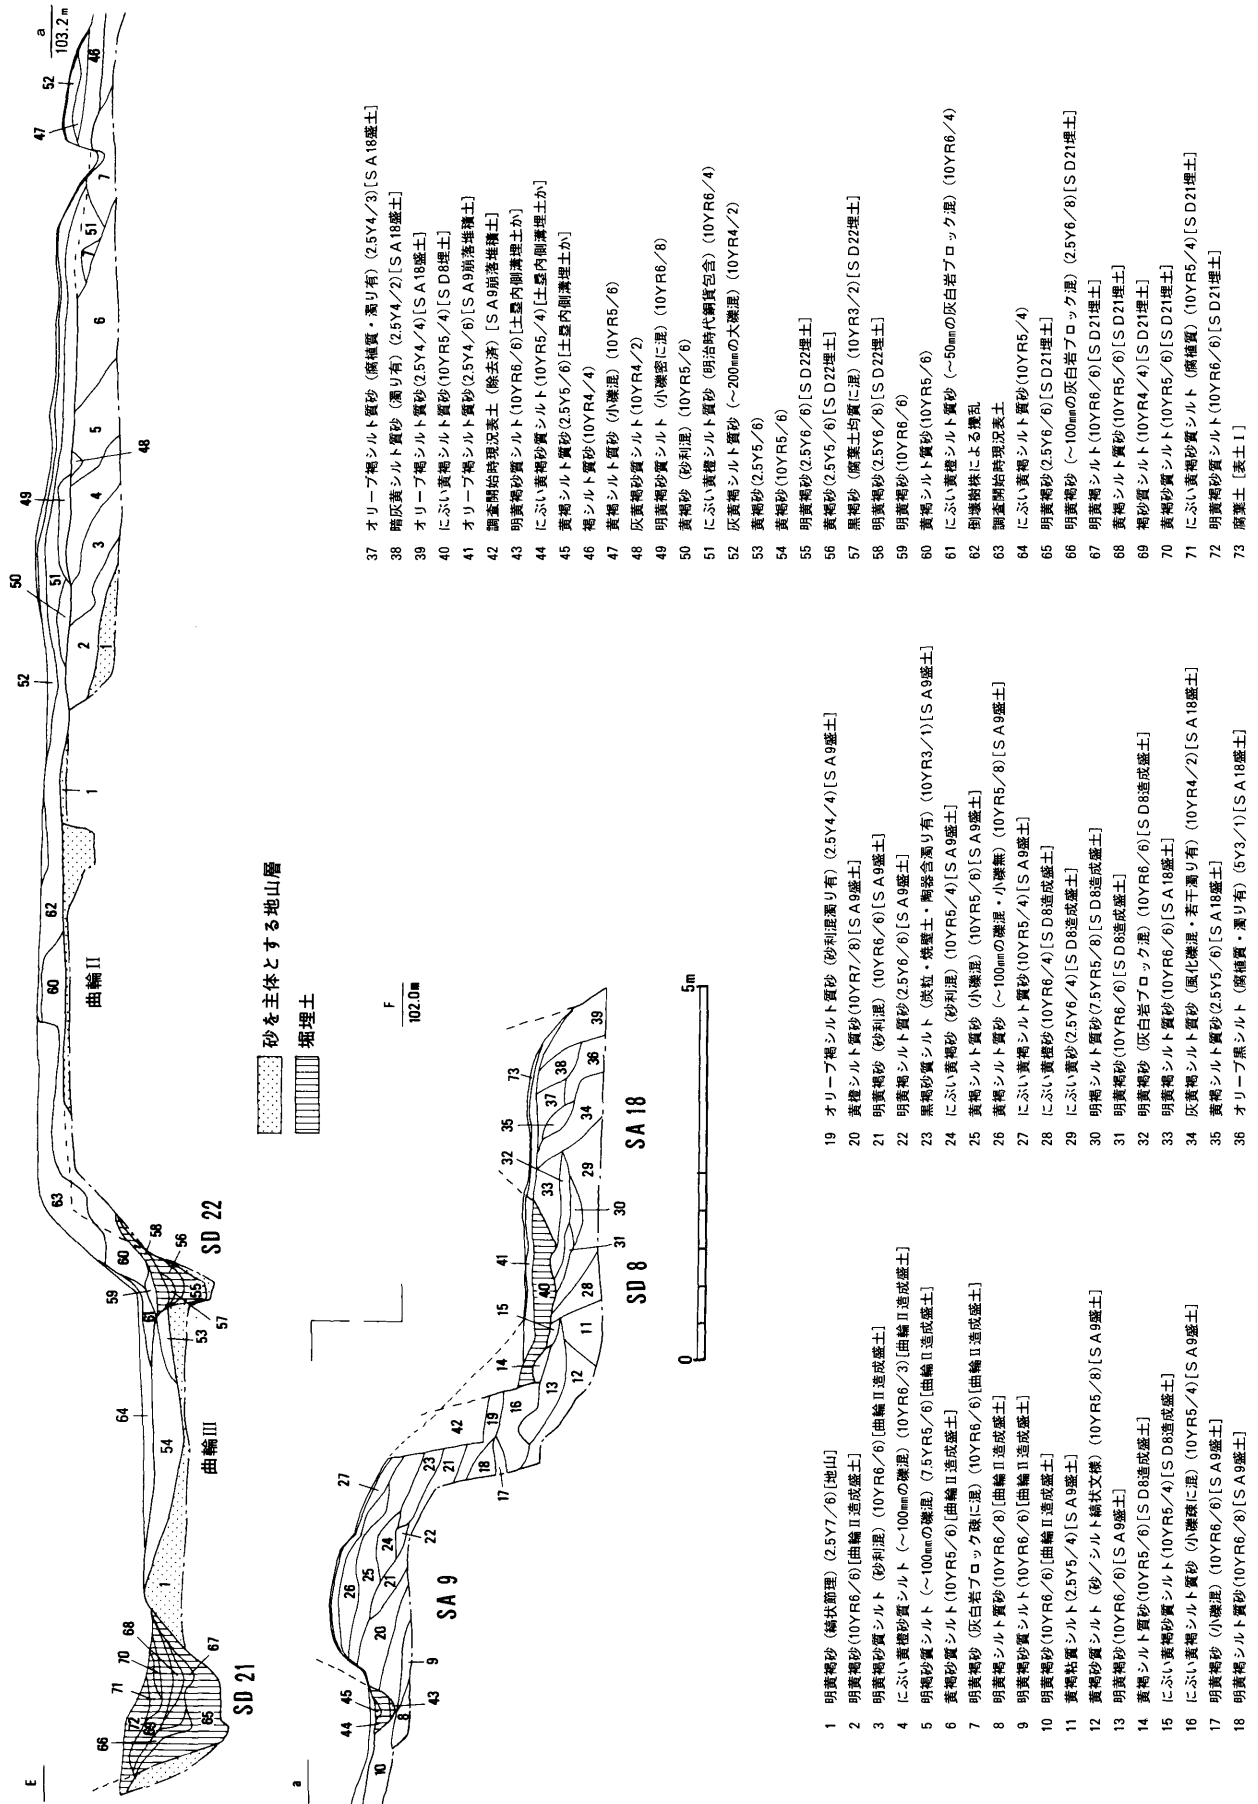 a
103.2m
E
曲輪Ⅱ
曲輪Ⅲ
SD 21
SD 22
砂を主体とする地山層
堀埋土
a
F
102.0m
SA 9
SD 8
SA 18
0
5m
1 明黄褐砂(縞状節理)(2.5Y7/6)[地山]
2 明黄褐砂(10YR6/6)[曲輪Ⅱ造成盛土]
3 明黄褐砂質シルト(砂利混)(10YR6/6)[曲輪Ⅱ造成盛土]
4 にぶい黄橙砂質シルト(~100mmの礫混)(10YR6/3)[曲輪Ⅱ造成盛土]
5 明褐砂質シルト(~100mmの礫混)(7.5YR5/6)[曲輪Ⅱ造成盛土]
6 黄褐砂質シルト(10YR5/6)[曲輪Ⅱ造成盛土]
7 明黄褐砂(灰白岩ブロック疎に混)(10YR6/6)[曲輪Ⅱ造成盛土]
8 明黄褐シルト質砂(10YR6/8)[曲輪Ⅱ造成盛土]
9 明黄褐砂質シルト(10YR6/6)[曲輪Ⅱ造成盛土]
10 明黄褐砂(10YR6/6)[曲輪Ⅱ造成盛土]
11 黄褐粘質シルト(2.5Y5/4)[SA9盛土]
12 黄褐砂質シルト(砂/シルト縞状文様)(10YR5/8)[SA9盛土]
13 明黄褐砂(10YR6/6)[SA9盛土]
14 黄褐シルト質砂(10YR5/6)[SD8造成盛土]
15 にぶい黄褐砂質シルト(10YR5/4)[SD8造成盛土]
16 にぶい黄褐シルト質砂(小礫疎に混)(10YR5/4)[SA9盛土]
17 明黄褐砂(小礫混)(10YR6/6)[SA9盛土]
18 明黄褐シルト質砂(10YR6/8)[SA9盛土]
19 オリーブ褐シルト質砂(砂利混濁り有)(2.5Y4/4)[SA9盛土]
20 黄橙シルト質砂(10YR7/8)[SA9盛土]
21 明黄褐砂(砂利混)(10YR6/6)[SA9盛土]
22 明黄褐シルト質砂(2.5Y6/6)[SA9盛土]
23 黒褐砂質シルト(炭粒・焼壁土・陶器含濁り有)(10YR3/1)[SA9盛土]
24 にぶい黄褐砂(砂利混)(10YR5/4)[SA9盛土]
25 黄褐シルト質砂(小礫混)(10YR5/6)[SA9盛土]
26 黄褐シルト質砂(~100mmの礫混・小礫無)(10YR5/8)[SA9盛土]
27 にぶい黄褐シルト質砂(10YR5/4)[SA9盛土]
28 にぶい黄橙砂(10YR6/4)[SD8造成盛土]
29 にぶい黄砂(2.5Y6/4)[SD8造成盛土]
30 明褐シルト質砂(7.5YR5/8)[SD8造成盛土]
31 明黄褐砂(10YR6/6)[SD8造成盛土]
32 明黄褐砂(灰白岩ブロック混)(10YR6/6)[SD8造成盛土]
33 明黄褐シルト質砂(10YR6/6)[SA18盛土]
34 灰黄褐シルト質砂(風化礫混・若干濁り有)(10YR4/2)[SA18盛土]
35 黄褐シルト質砂(2.5Y5/6)[SA18盛土]
36 オリーブ黒シルト(腐植質・濁り有)(5Y3/1)[SA18盛土]
37 オリーブ褐シルト質砂(腐植質・濁り有)(2.5Y4/3)[SA18盛土]
38 暗灰黄シルト質砂(濁り有)(2.5Y4/2)[SA18盛土]
39 オリーブ褐シルト質砂(2.5Y4/4)[SA18盛土]
40 にぶい黄褐シルト質砂(10YR5/4)[SD8埋土]
41 オリーブ褐シルト質砂(2.5Y4/6)[SA9崩落堆積土]
42 調査開始時現況表土(除去済)[SA9崩落堆積土]
43 明黄褐砂質シルト(10YR6/6)[土塁内側溝埋土か]
44 にぶい黄褐砂質シルト(10YR5/4)[土塁内側溝埋土か]
45 黄褐シルト質砂(2.5Y5/6)[土塁内側溝埋土か]
46 褐シルト質砂(10YR4/4)
47 黄褐シルト質砂(小礫混)(10YR5/6)
48 灰黄褐砂質シルト(10YR4/2)
49 明黄褐砂質シルト(小礫密に混)(10YR6/8)
50 黄褐砂(砂利混)(10YR5/6)
51 にぶい黄橙シルト質砂(明治時代銅貨包含)(10YR6/4)
52 灰黄褐シルト質砂(~200mmの大礫混)(10YR4/2)
53 黄褐砂(2.5Y5/6)
54 黄褐砂(10YR5/6)
55 明黄褐砂(2.5Y6/6)[SD22埋土]
56 黄褐砂(2.5Y5/6)[SD22埋土]
57 黒褐砂(腐葉土均質に混)(10YR3/2)[SD22埋土]
58 明黄褐砂(2.5Y6/8)[SD22埋土]
59 明黄褐砂(10YR6/6)
60 黄褐シルト質砂(10YR5/6)
61 にぶい黄橙シルト質砂(~50mmの灰白岩ブロック混)(10YR6/4)
62 倒壊樹株による攪乱
63 調査開始時現況表土
64 にぶい黄褐シルト質砂(10YR5/4)
65 明黄褐砂(2.5Y6/6)[SD21埋土]
66 明黄褐砂(~100mmの灰白岩ブロック混)(2.5Y6/8)[SD21埋土]
67 明黄褐シルト(10YR6/6)[SD21埋土]
68 黄褐シルト質砂(10YR5/6)[SD21埋土]
69 褐砂質シルト(10YR4/4)[SD21埋土]
70 黄褐砂質シルト(10YR5/6)[SD21埋土]
71 にぶい黄褐砂質シルト(腐植質)(10YR5/4)[SD21埋土]
72 明黄褐砂質シルト(10YR6/6)[SD21埋土]
73 腐葉土[表土Ⅰ]